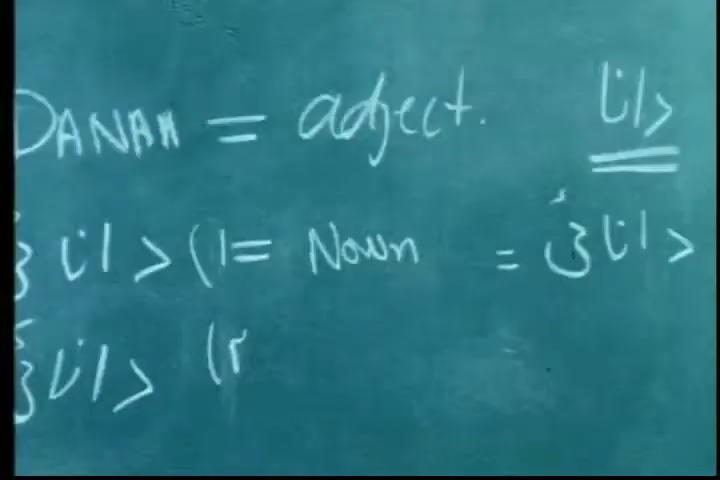 DANAH = adject. دانا
۱) دانائی = Noun = دانائی
۲) دانائی